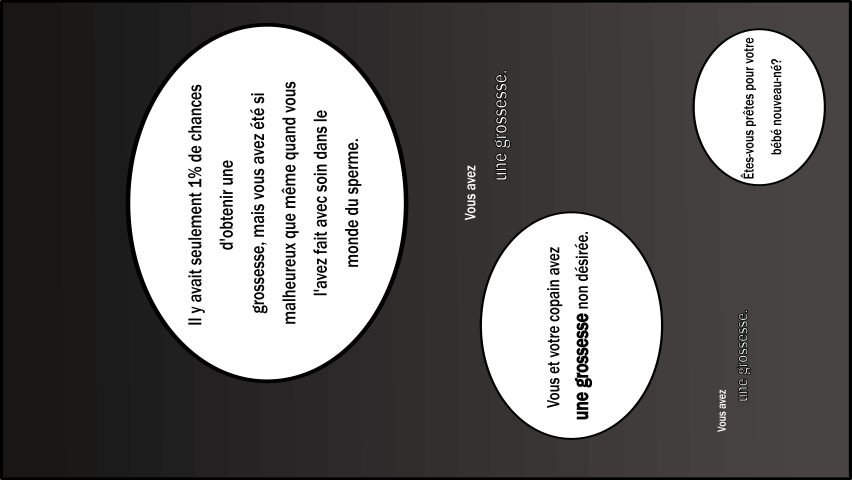 Il y avait seulement 1% de chances
d'obtenir une
grossesse, mais vous avez été si
malheureux que même quand vous
l'avez fait avec soin dans le
monde du sperme.
Vous avez
une grossesse.
Vous et votre copain avez
une grossesse non désirée.
Êtes-vous prêtes pour votre
bébé nouveau-né?
Vous avez
une grossesse.